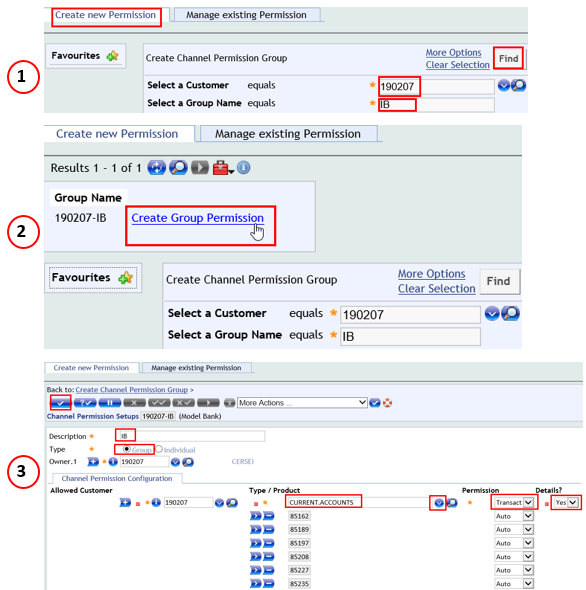 Create new Permission Manage existing Permission
Favourites
Create Channel Permission Group
More Options
Clear Selection
Find
1
Select a Customer equals * 190207
Select a Group Name equals * IB
Create new Permission Manage existing Permission
Results 1 - 1 of 1
Group Name
2
190207-IB Create Group Permission
Favourites
Create Channel Permission Group
More Options
Clear Selection
Find
Select a Customer equals * 190207
Select a Group Name equals * IB
Create new Permission Manage existing Permission
Back to: Create Channel Permission Group >
More Actions ...
Channel Permission Setups 190207-IB (Model Bank)
Description * IB
Type * Group Individual
3
Owner.1 * 190207 CERSEI
Channel Permission Configuration
Allowed Customer Type / Product Permission Details?
* 190207 * CURRENT.ACCOUNTS * Transact Yes
85162 Auto
85189 Auto
85197 Auto
85208 Auto
85227 Auto
85235 Auto